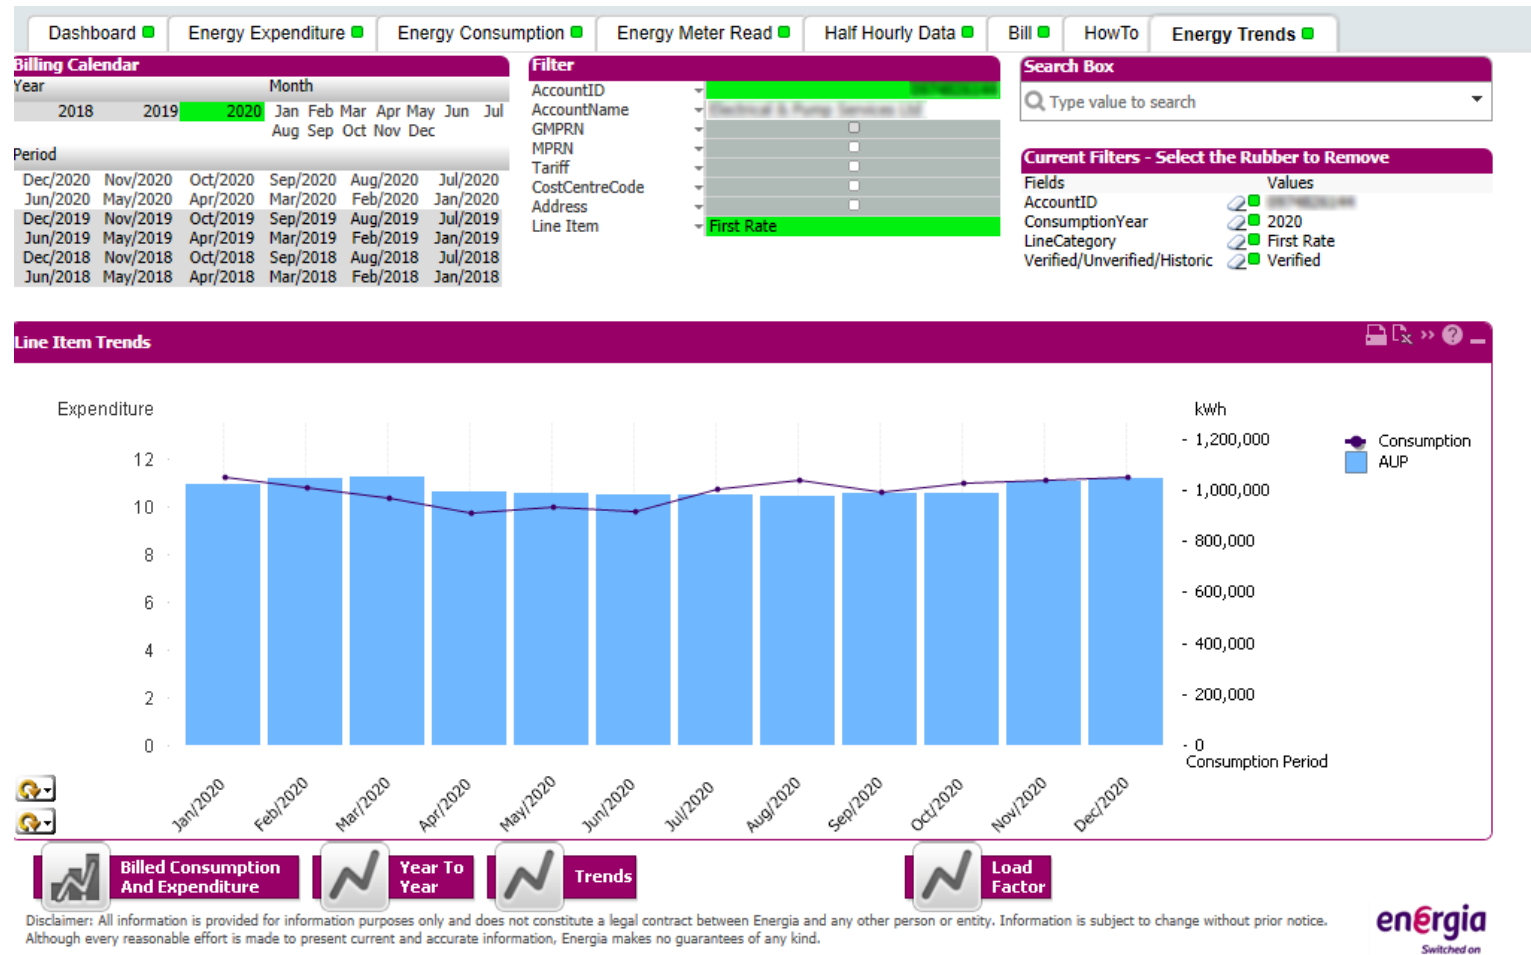 Dashboard
Energy Expenditure
Energy Consumption
Energy Meter Read
Half Hourly Data
Bill
HowTo
Energy Trends
Billing Calendar
Year
Month
2018 2019 2020
Jan Feb Mar Apr May Jun Jul
Aug Sep Oct Nov Dec
Period
Dec/2020 Nov/2020 Oct/2020 Sep/2020 Aug/2020 Jul/2020
Jun/2020 May/2020 Apr/2020 Mar/2020 Feb/2020 Jan/2020
Dec/2019 Nov/2019 Oct/2019 Sep/2019 Aug/2019 Jul/2019
Jun/2019 May/2019 Apr/2019 Mar/2019 Feb/2019 Jan/2019
Dec/2018 Nov/2018 Oct/2018 Sep/2018 Aug/2018 Jul/2018
Jun/2018 May/2018 Apr/2018 Mar/2018 Feb/2018 Jan/2018
Filter
AccountID
AccountName
GMPRN
MPRN
Tariff
CostCentreCode
Address
Line Item First Rate
Search Box
Type value to search
Current Filters - Select the Rubber to Remove
Fields Values
AccountID
ConsumptionYear 2020
LineCategory First Rate
Verified/Unverified/Historic Verified
Line Item Trends
Expenditure
12
10
8
6
4
2
0
kWh
- 1,200,000
- 1,000,000
- 800,000
- 600,000
- 400,000
- 200,000
- 0
Consumption Period
Consumption
AUP
Jan/2020 Feb/2020 Mar/2020 Apr/2020 May/2020 Jun/2020 Jul/2020 Aug/2020 Sep/2020 Oct/2020 Nov/2020 Dec/2020
Billed Consumption
And Expenditure
Year To
Year
Trends
Load
Factor
Disclaimer: All information is provided for information purposes only and does not constitute a legal contract between Energia and any other person or entity. Information is subject to change without prior notice.
Although every reasonable effort is made to present current and accurate information, Energia makes no guarantees of any kind.
enérgia
Switched on